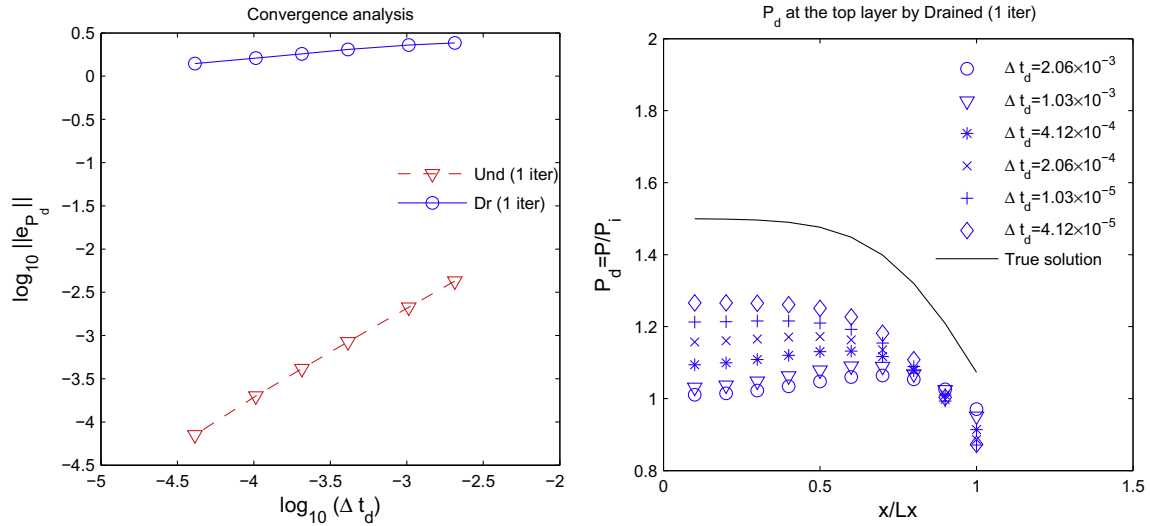 Convergence analysis
0.5
0
−0.5
−1
−1.5
−2
−2.5
−3
−3.5
−4
−4.5
log10 ||ePd||
Und (1 iter)
Dr (1 iter)
−5 −4.5 −4 −3.5 −3 −2.5 −2
log10 (Δ td)
Pd at the top layer by Drained (1 iter)
2
1.8
1.6
1.4
1.2
1
0.8
Pd=P/Pi
Δ td=2.06×10−3
Δ td=1.03×10−3
Δ td=4.12×10−4
Δ td=2.06×10−4
Δ td=1.03×10−5
Δ td=4.12×10−5
True solution
0 0.5 1 1.5
x/Lx